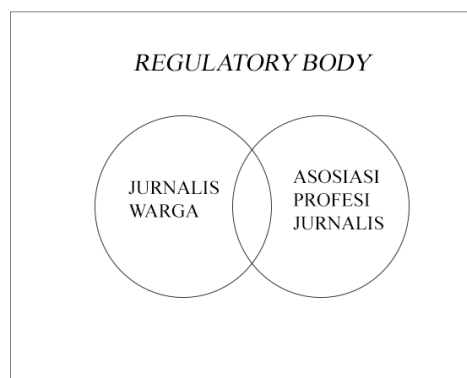 REGULATORY BODY
JURNALIS
WARGA
ASOSIASI
PROFESI
JURNALIS